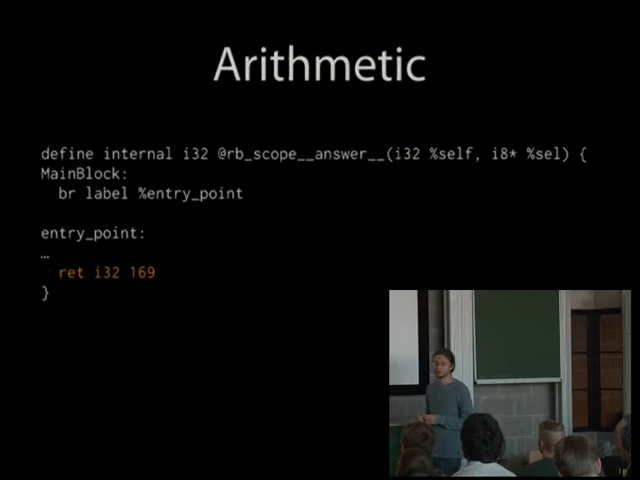 Arithmetic
define internal i32 @rb_scope__answer__(i32 %self, i8* %sel) {
MainBlock:
br label %entry_point
entry_point:
…
ret i32 169
}